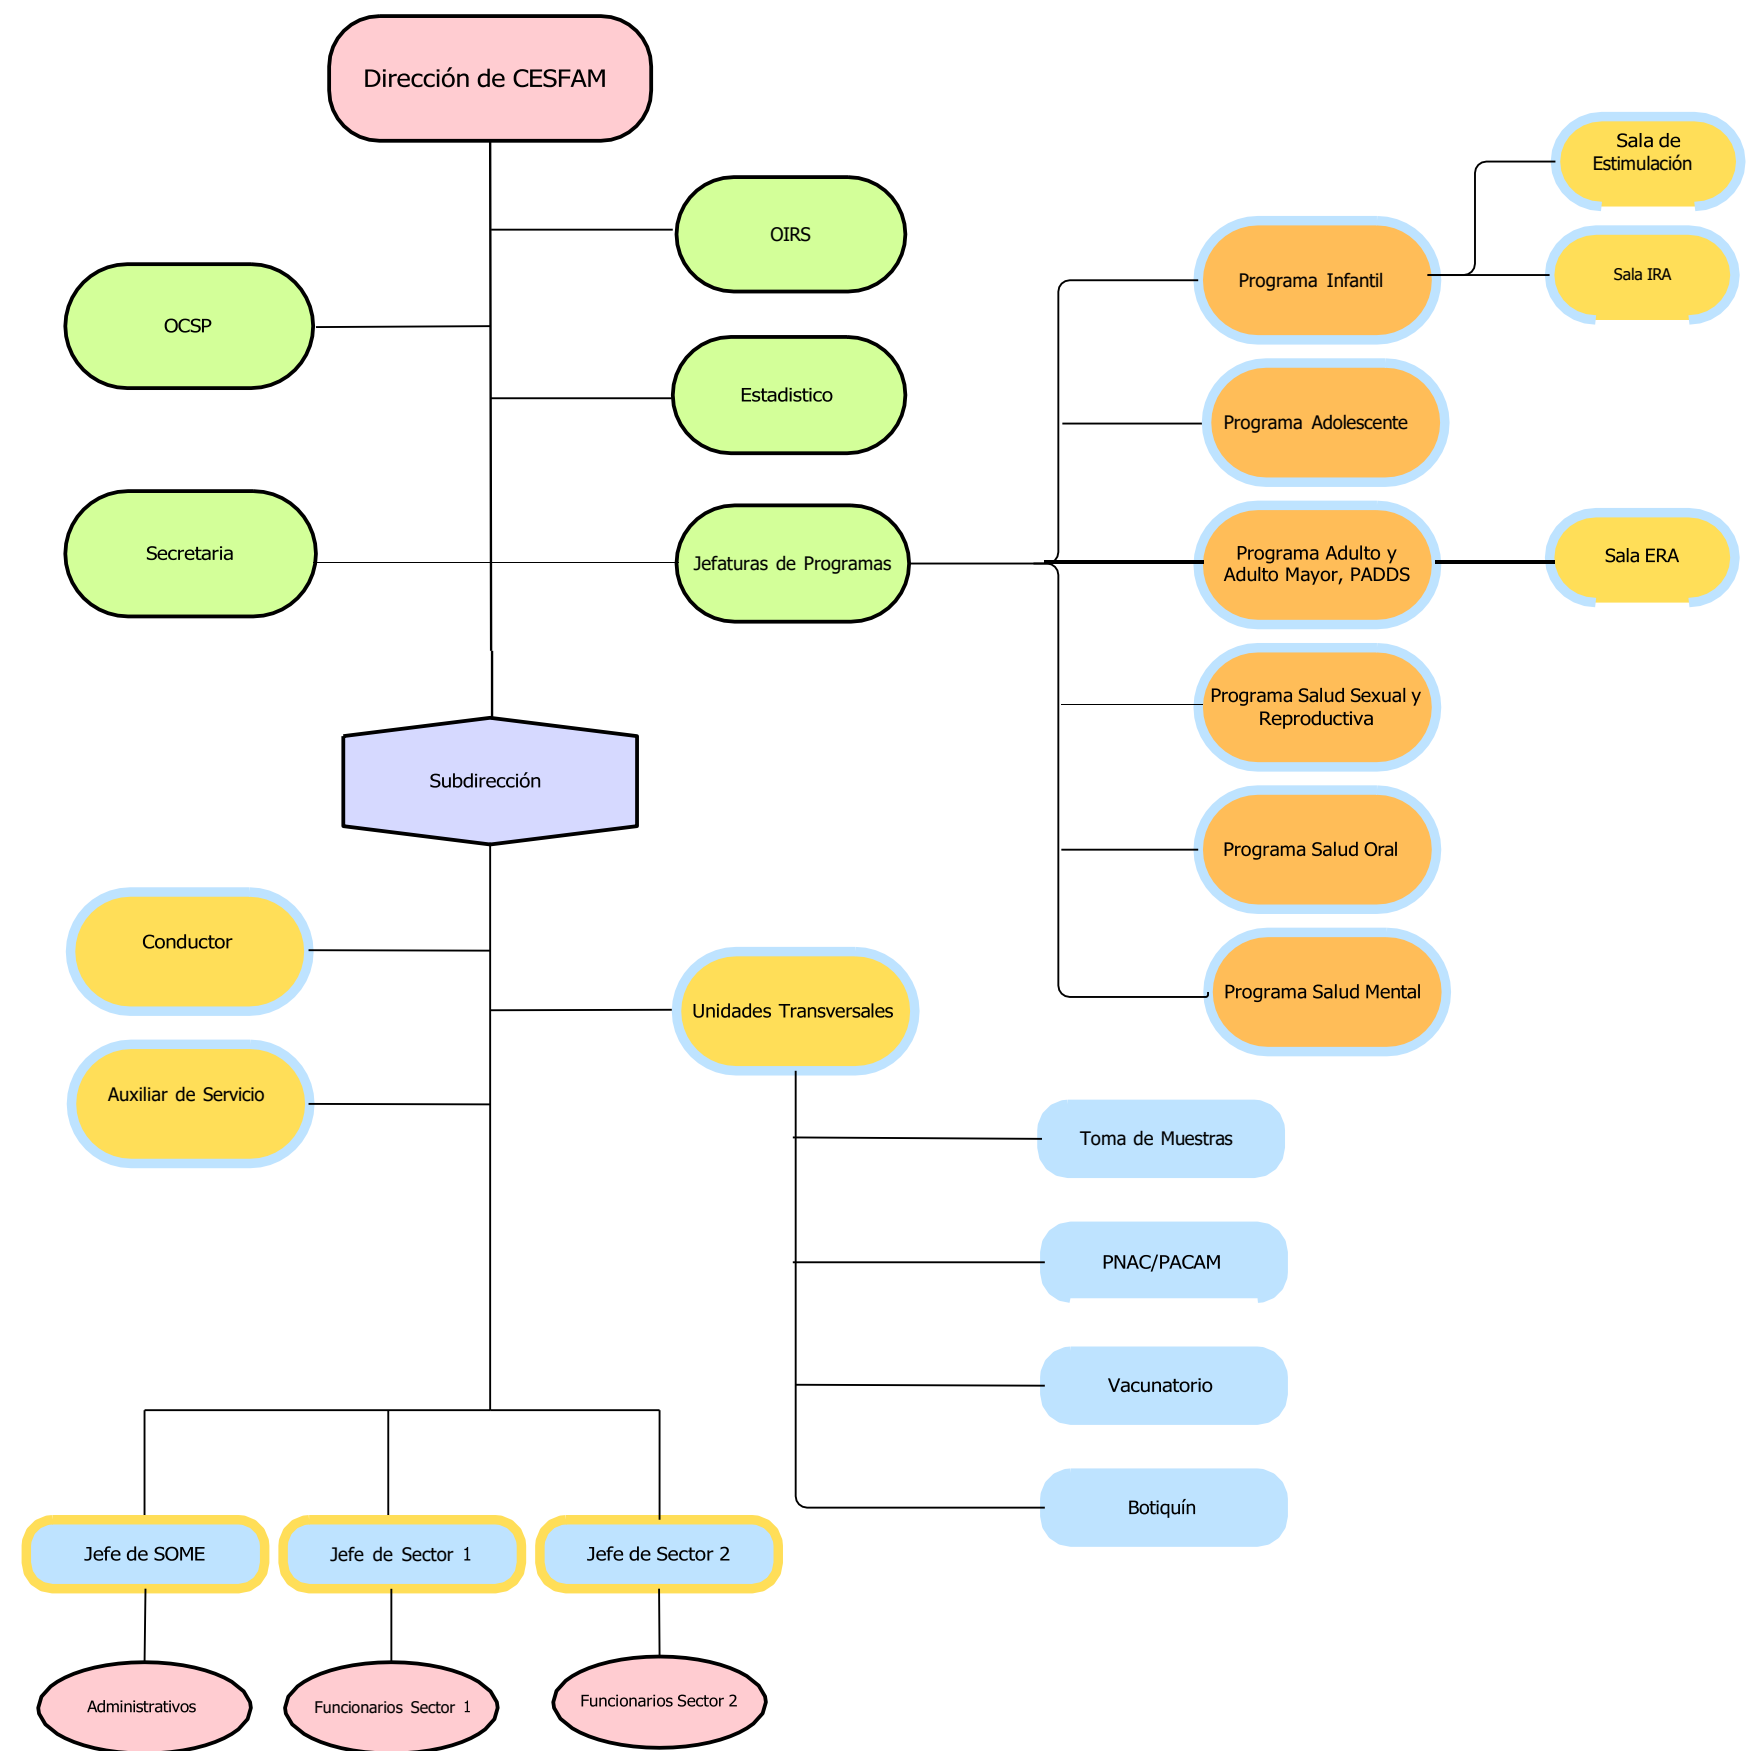 Dirección de CESFAM
Sala de
Estimulación
OIRS
Sala IRA
Programa Infantil
OCSP
Estadistico
Programa Adolescente
Secretaria
Jefaturas de Programas
Programa Adulto y
Adulto Mayor, PADDS
Sala ERA
Programa Salud Sexual y
Reproductiva
Subdirección
Programa Salud Oral
Conductor
Unidades Transversales
Programa Salud Mental
Auxiliar de Servicio
Toma de Muestras
PNAC/PACAM
Vacunatorio
Botiquín
Jefe de SOME
Jefe de Sector 1
Jefe de Sector 2
Administrativos
Funcionarios Sector 1
Funcionarios Sector 2